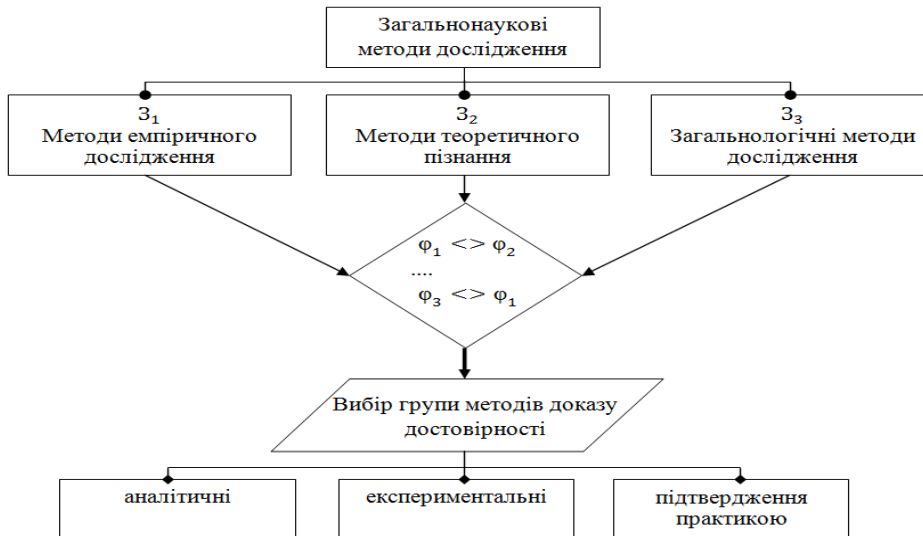 Загальнонаукові
методи дослідження
З₁
Методи емпіричного
дослідження
З₂
Методи теоретичного
пізнання
З₃
Загальнологічні методи
дослідження
φ₁ <> φ₂
....
φ₃ <> φ₁
Вибір групи методів доказу
достовірності
аналітичні
експериментальні
підтвердження
практикою